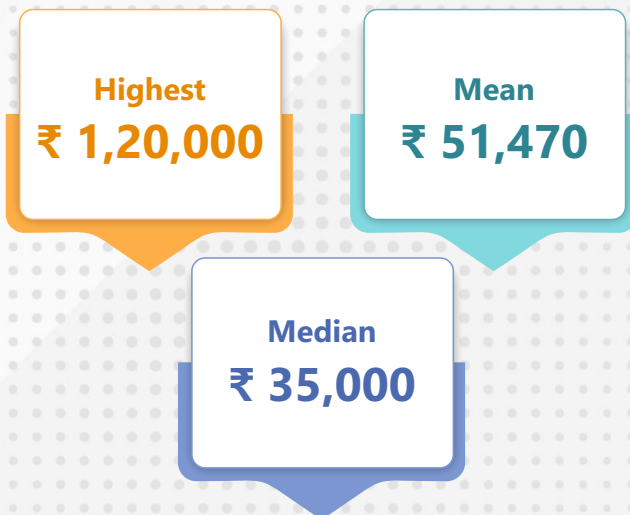 Highest
₹ 1,20,000
Mean
₹ 51,470
Median
₹ 35,000